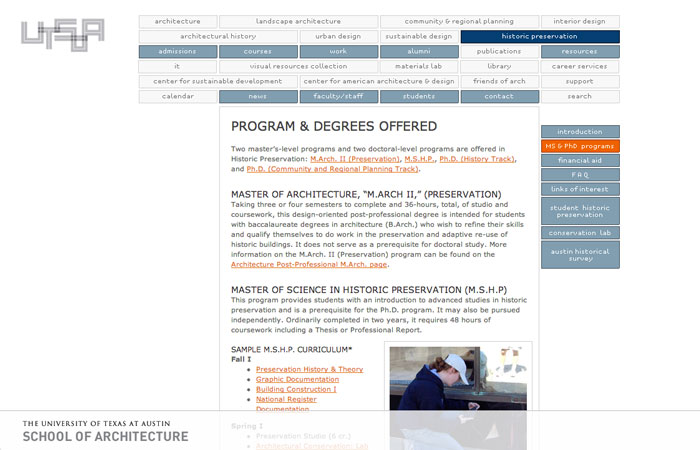 UTSOA
architecture
landscape architecture
community & regional planning
interior design
architectural history
urban design
sustainable design
historic preservation
admissions
courses
work
alumni
publications
resources
it
visual resources collection
materials lab
library
career services
center for sustainable development
center for american architecture & design
friends of arch
support
calendar
news
faculty/staff
students
contact
search
introduction
MS & PhD programs
financial aid
F A Q
links of interest
student historic
preservation
conservation lab
austin historical
survey
PROGRAM & DEGREES OFFERED
Two master's-level programs and two doctoral-level programs are offered in
Historic Preservation: M.Arch. II (Preservation), M.S.H.P., Ph.D. (History Track),
and Ph.D. (Community and Regional Planning Track).
MASTER OF ARCHITECTURE, “M.ARCH II,” (PRESERVATION)
Taking three or four semesters to complete and 36-hours, total, of studio and
coursework, this design-oriented post-professional degree is intended for students
with baccalaureate degrees in architecture (B.Arch.) who wish to refine their skills
and qualify themselves to do work in the preservation and adaptive re-use of
historic buildings. It does not serve as a prerequisite for doctoral study. More
information on the M.Arch. II (Preservation) program can be found on the
Architecture Post-Professional M.Arch. page.
MASTER OF SCIENCE IN HISTORIC PRESERVATION (M.S.H.P)
This program provides students with an introduction to advanced studies in historic
preservation and is a prerequisite for the Ph.D. program. It may also be pursued
independently. Ordinarily completed in two years, it requires 48 hours of
coursework including a Thesis or Professional Report.
SAMPLE M.S.H.P. CURRICULUM*
Fall I
Preservation History & Theory
Graphic Documentation
Building Construction I
National Register
Documentation
Spring I
Preservation Studio (6 cr.)
Architectural Conservation: Lab
THE UNIVERSITY OF TEXAS AT AUSTIN
SCHOOL OF ARCHITECTURE